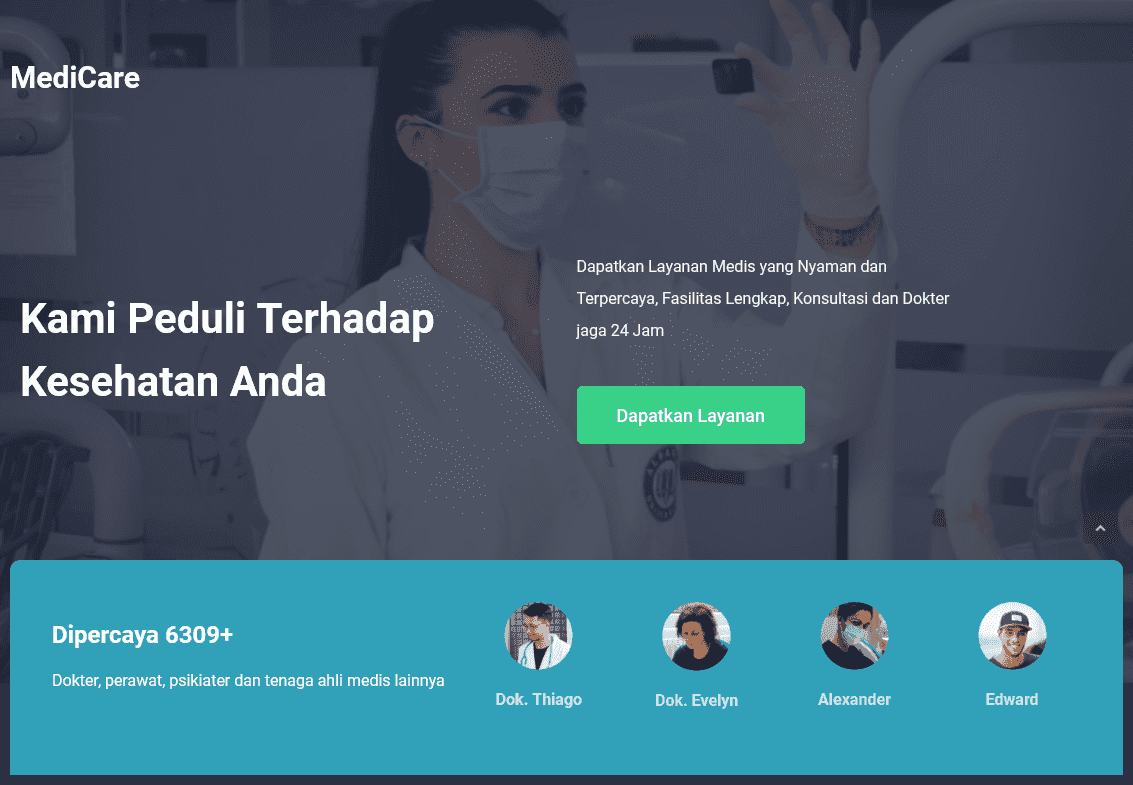 MediCare
Kami Peduli Terhadap
Kesehatan Anda
Dapatkan Layanan Medis yang Nyaman dan
Terpercaya, Fasilitas Lengkap, Konsultasi dan Dokter
jaga 24 Jam
Dapatkan Layanan
Dipercaya 6309+
Dokter, perawat, psikiater dan tenaga ahli medis lainnya
Dok. Thiago
Dok. Evelyn
Alexander
Edward